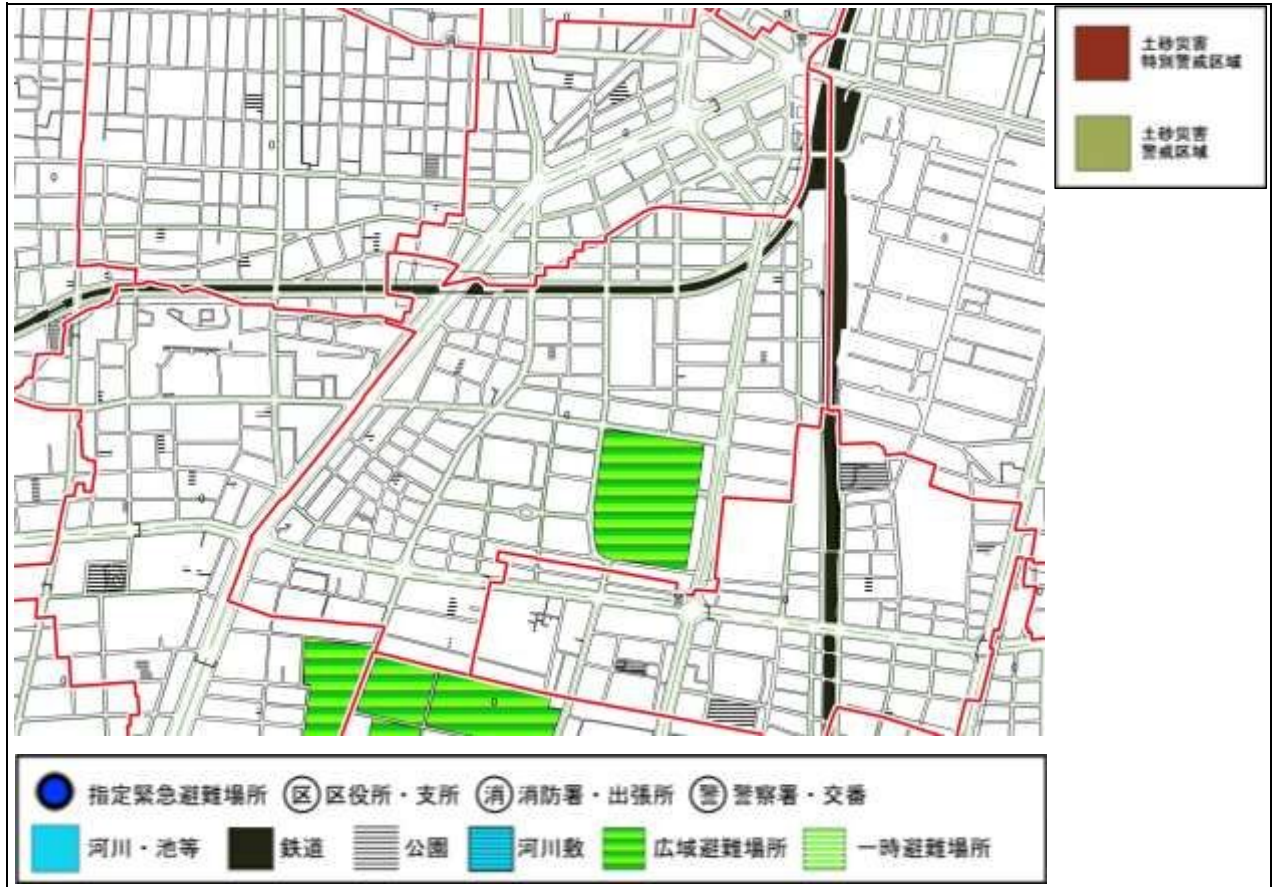 土砂災害
特別警戒区域
土砂災害
警戒区域
指定緊急避難場所 区 区役所・支所 消 消防署・出張所 警 警察署・交番
河川・池等 鉄道 公園 河川敷 広域避難場所 一時避難場所